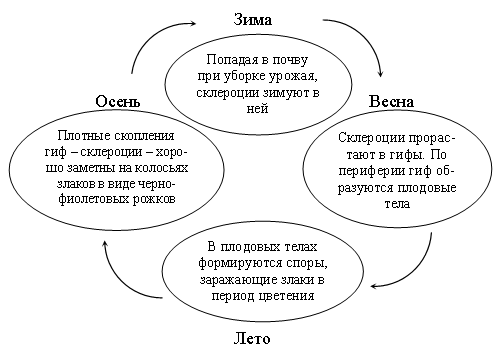 Зима
Попадая в почву
при уборке урожая,
склероции зимуют в
ней
Весна
Склероции прорас-
тают в гифы. По
периферии гиф об-
разуются плодовые
тела
В плодовых телах
формируются споры,
заражающие злаки в
период цветения
Лето
Осень
Плотные скопления
гиф – склероции – хоро-
шо заметны на колосьях
злаков в виде черно-
фиолетовых рожков